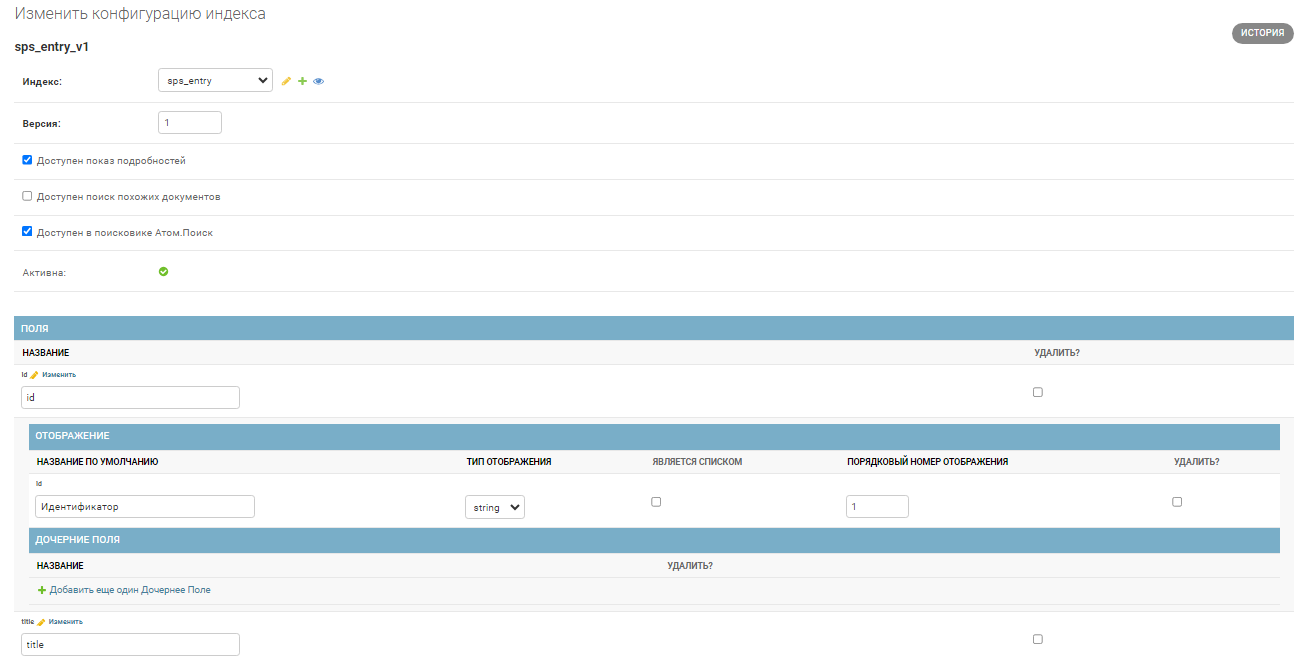 Изменить конфигурацию индекса
ИСТОРИЯ
sps_entry_v1
Индекс: sps_entry
Версия: 1
Доступен показ подробностей
Доступен поиск похожих документов
Доступен в поисковике Атом.Поиск
Активна:
ПОЛЯ
НАЗВАНИЕ УДАЛИТЬ?
id Изменить
id
ОТОБРАЖЕНИЕ
НАЗВАНИЕ ПО УМОЛЧАНИЮ ТИП ОТОБРАЖЕНИЯ ЯВЛЯЕТСЯ СПИСКОМ ПОРЯДКОВЫЙ НОМЕР ОТОБРАЖЕНИЯ УДАЛИТЬ?
id
Идентификатор string 1
ДОЧЕРНИЕ ПОЛЯ
НАЗВАНИЕ УДАЛИТЬ?
Добавить еще один Дочернее Поле
title Изменить
title